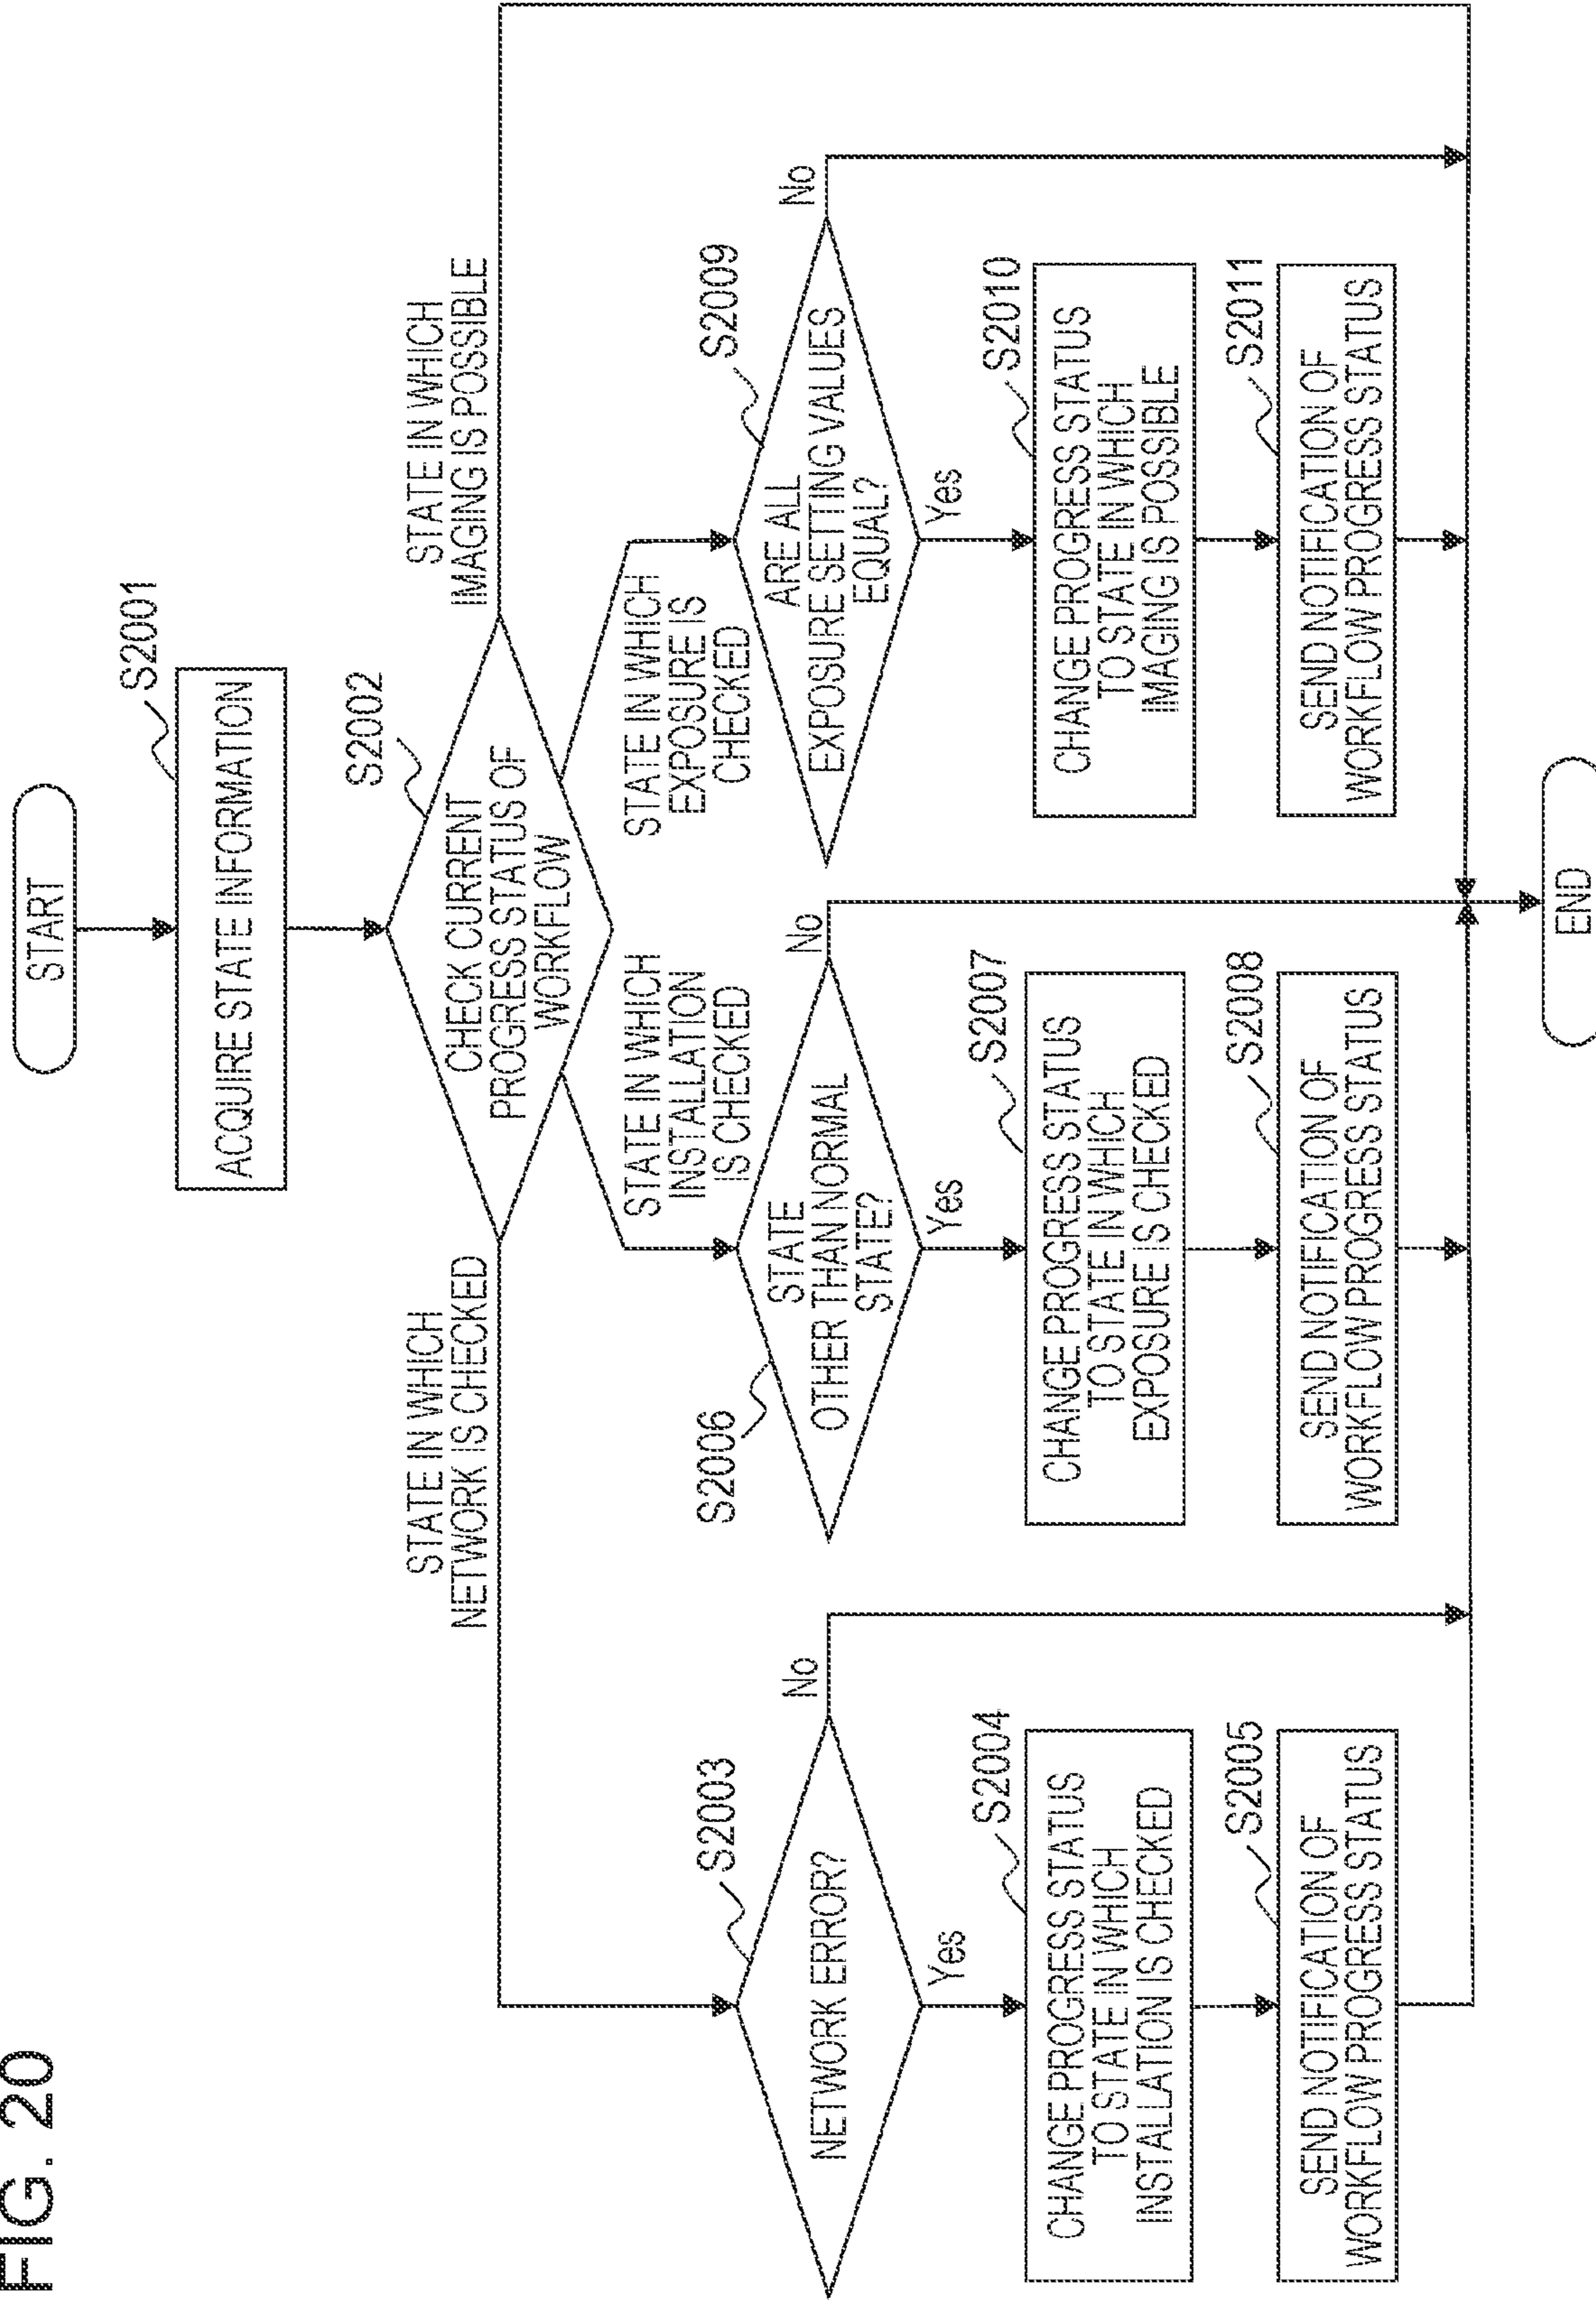 FIG. 20
START
S2001
ACQUIRE STATE INFORMATION
S2002
CHECK CURRENT
PROGRESS STATUS OF
WORKFLOW
STATE IN WHICH
NETWORK IS CHECKED
STATE IN WHICH
INSTALLATION
IS CHECKED
STATE IN WHICH
EXPOSURE IS
CHECKED
STATE IN WHICH
IMAGING IS POSSIBLE
S2003
NETWORK ERROR?
No
Yes
S2004
CHANGE PROGRESS STATUS
TO STATE IN WHICH
INSTALLATION IS CHECKED
S2005
SEND NOTIFICATION OF
WORKFLOW PROGRESS STATUS
S2006
STATE
OTHER THAN NORMAL
STATE?
No
Yes
S2007
CHANGE PROGRESS STATUS
TO STATE IN WHICH
EXPOSURE IS CHECKED
S2008
SEND NOTIFICATION OF
WORKFLOW PROGRESS STATUS
S2009
ARE ALL
EXPOSURE SETTING VALUES
EQUAL?
No
Yes
S2010
CHANGE PROGRESS STATUS
TO STATE IN WHICH
IMAGING IS POSSIBLE
S2011
SEND NOTIFICATION OF
WORKFLOW PROGRESS STATUS
END